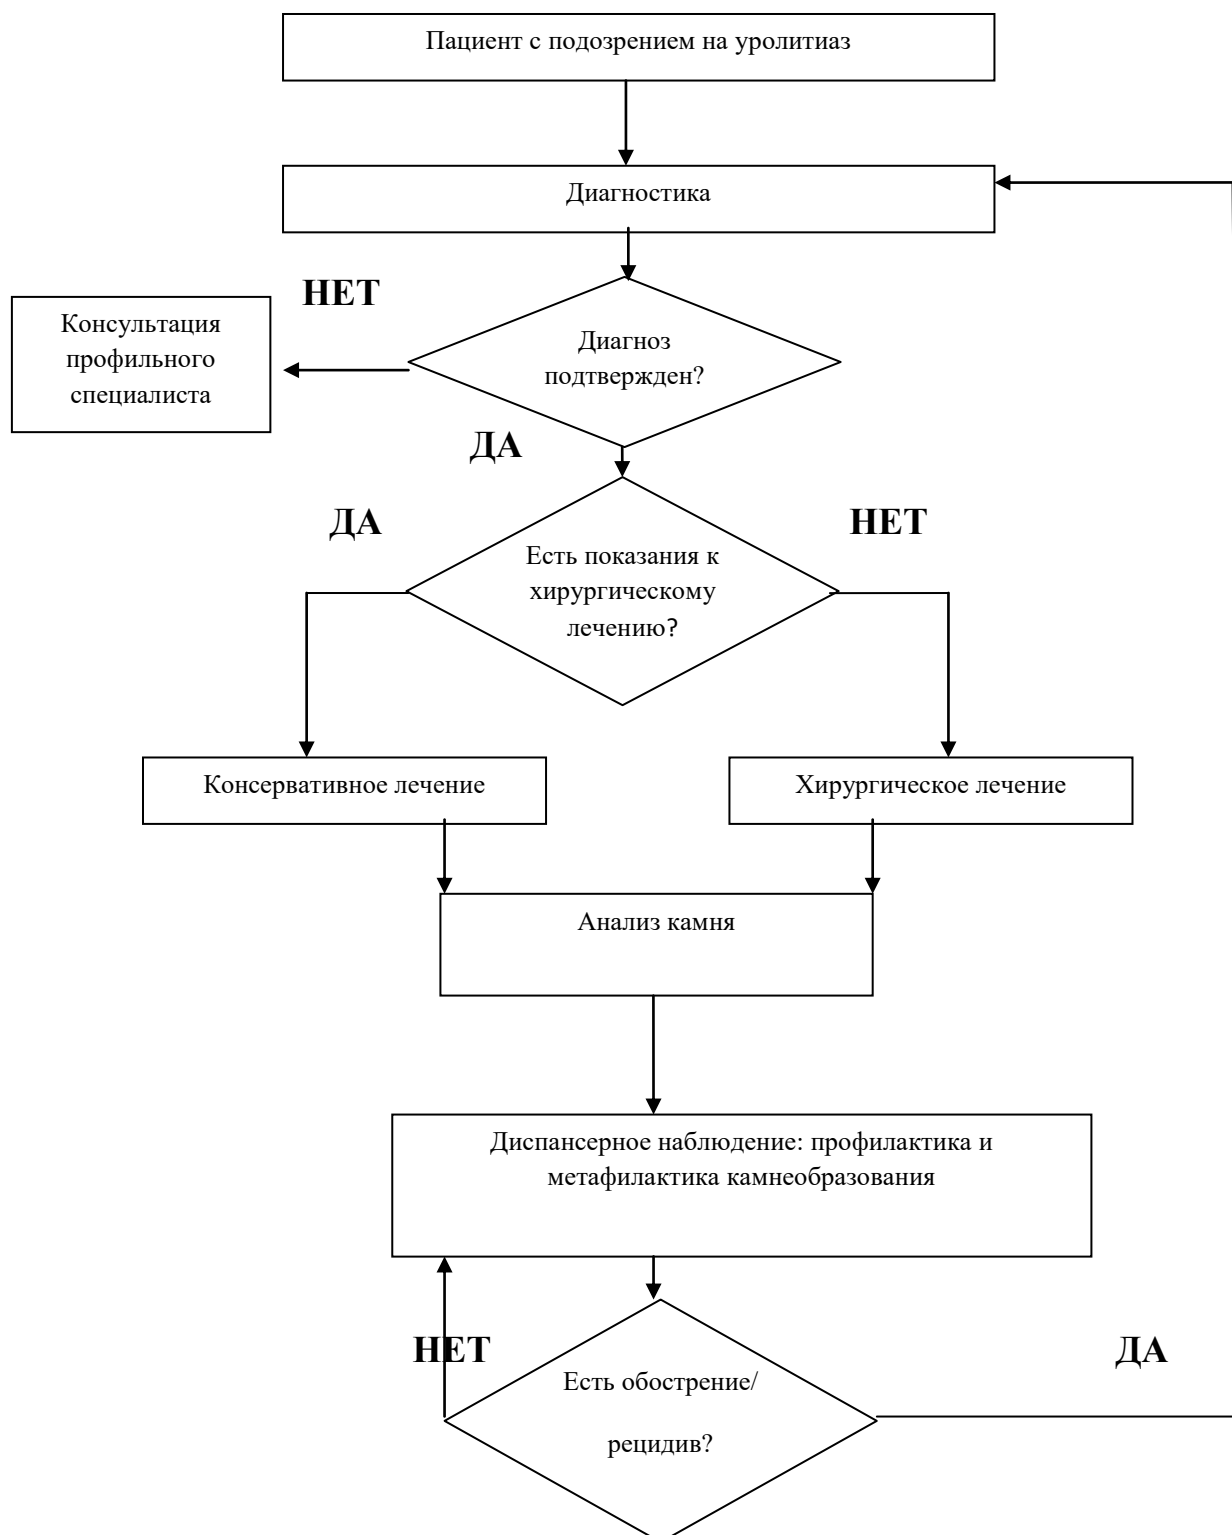 Пациент с подозрением на уролитиаз
Диагностика
НЕТ
Консультация
профильного
специалиста
Диагноз
подтвержден?
ДА
ДА
НЕТ
Есть показания к
хирургическому
лечению?
Консервативное лечение
Хирургическое лечение
Анализ камня
Диспансерное наблюдение: профилактика и
метафилактика камнеобразования
НЕТ
ДА
Есть обострение/
рецидив?